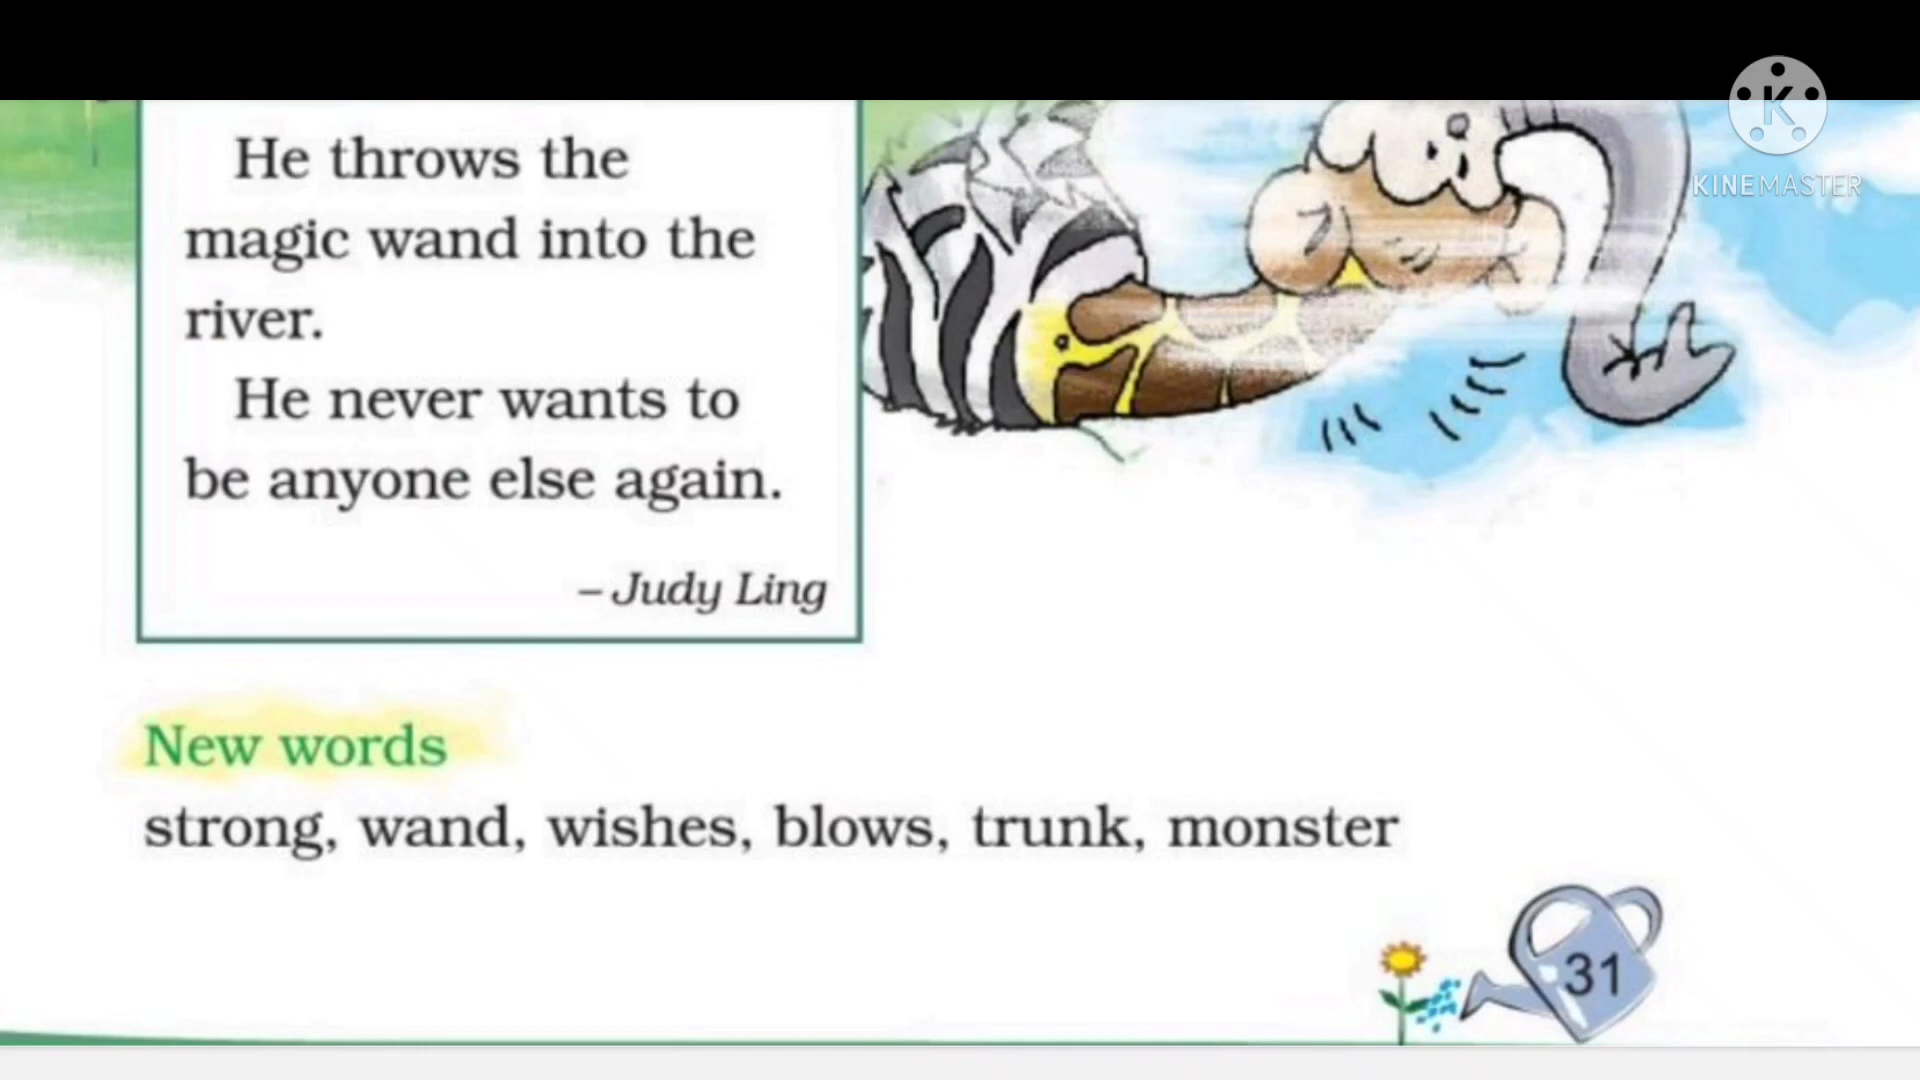 KINEMASTER
He throws the
magic wand into the
river.
He never wants to
be anyone else again.
– Judy Ling
New words
strong, wand, wishes, blows, trunk, monster
31